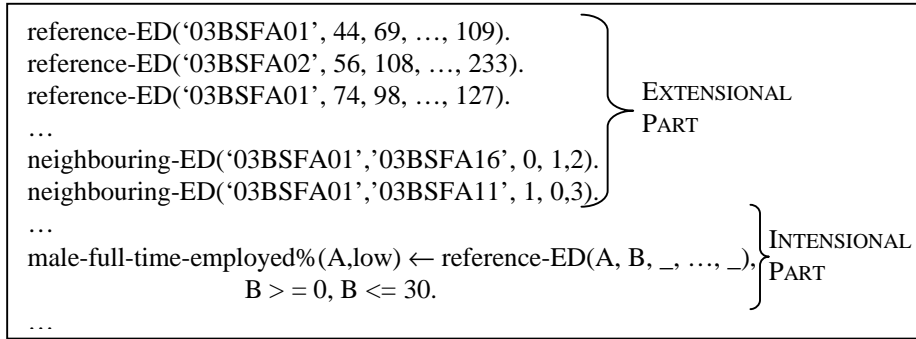 reference-ED(‘03BSFA01’, 44, 69, …, 109).
reference-ED(‘03BSFA02’, 56, 108, …, 233).
reference-ED(‘03BSFA01’, 74, 98, …, 127).
…
neighbouring-ED(‘03BSFA01’,’03BSFA16’, 0, 1,2).
neighbouring-ED(‘03BSFA01’,’03BSFA11’, 1, 0,3).
EXTENSIONAL
PART
…
male-full-time-employed%(A,low) ← reference-ED(A, B, _, …, _),
B > = 0, B <= 30.
INTENSIONAL
PART
…